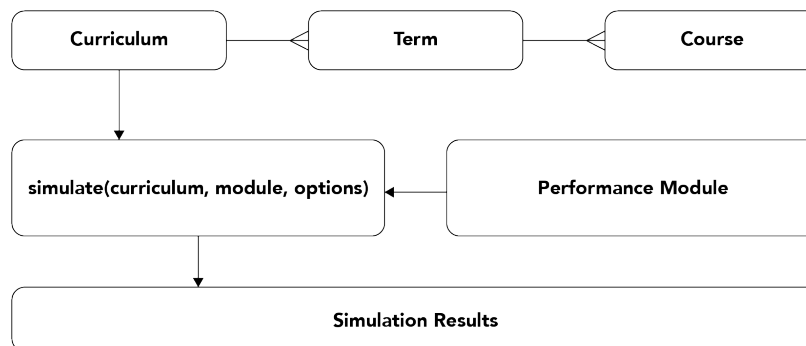 Curriculum
Term
Course
simulate(curriculum, module, options)
Performance Module
Simulation Results